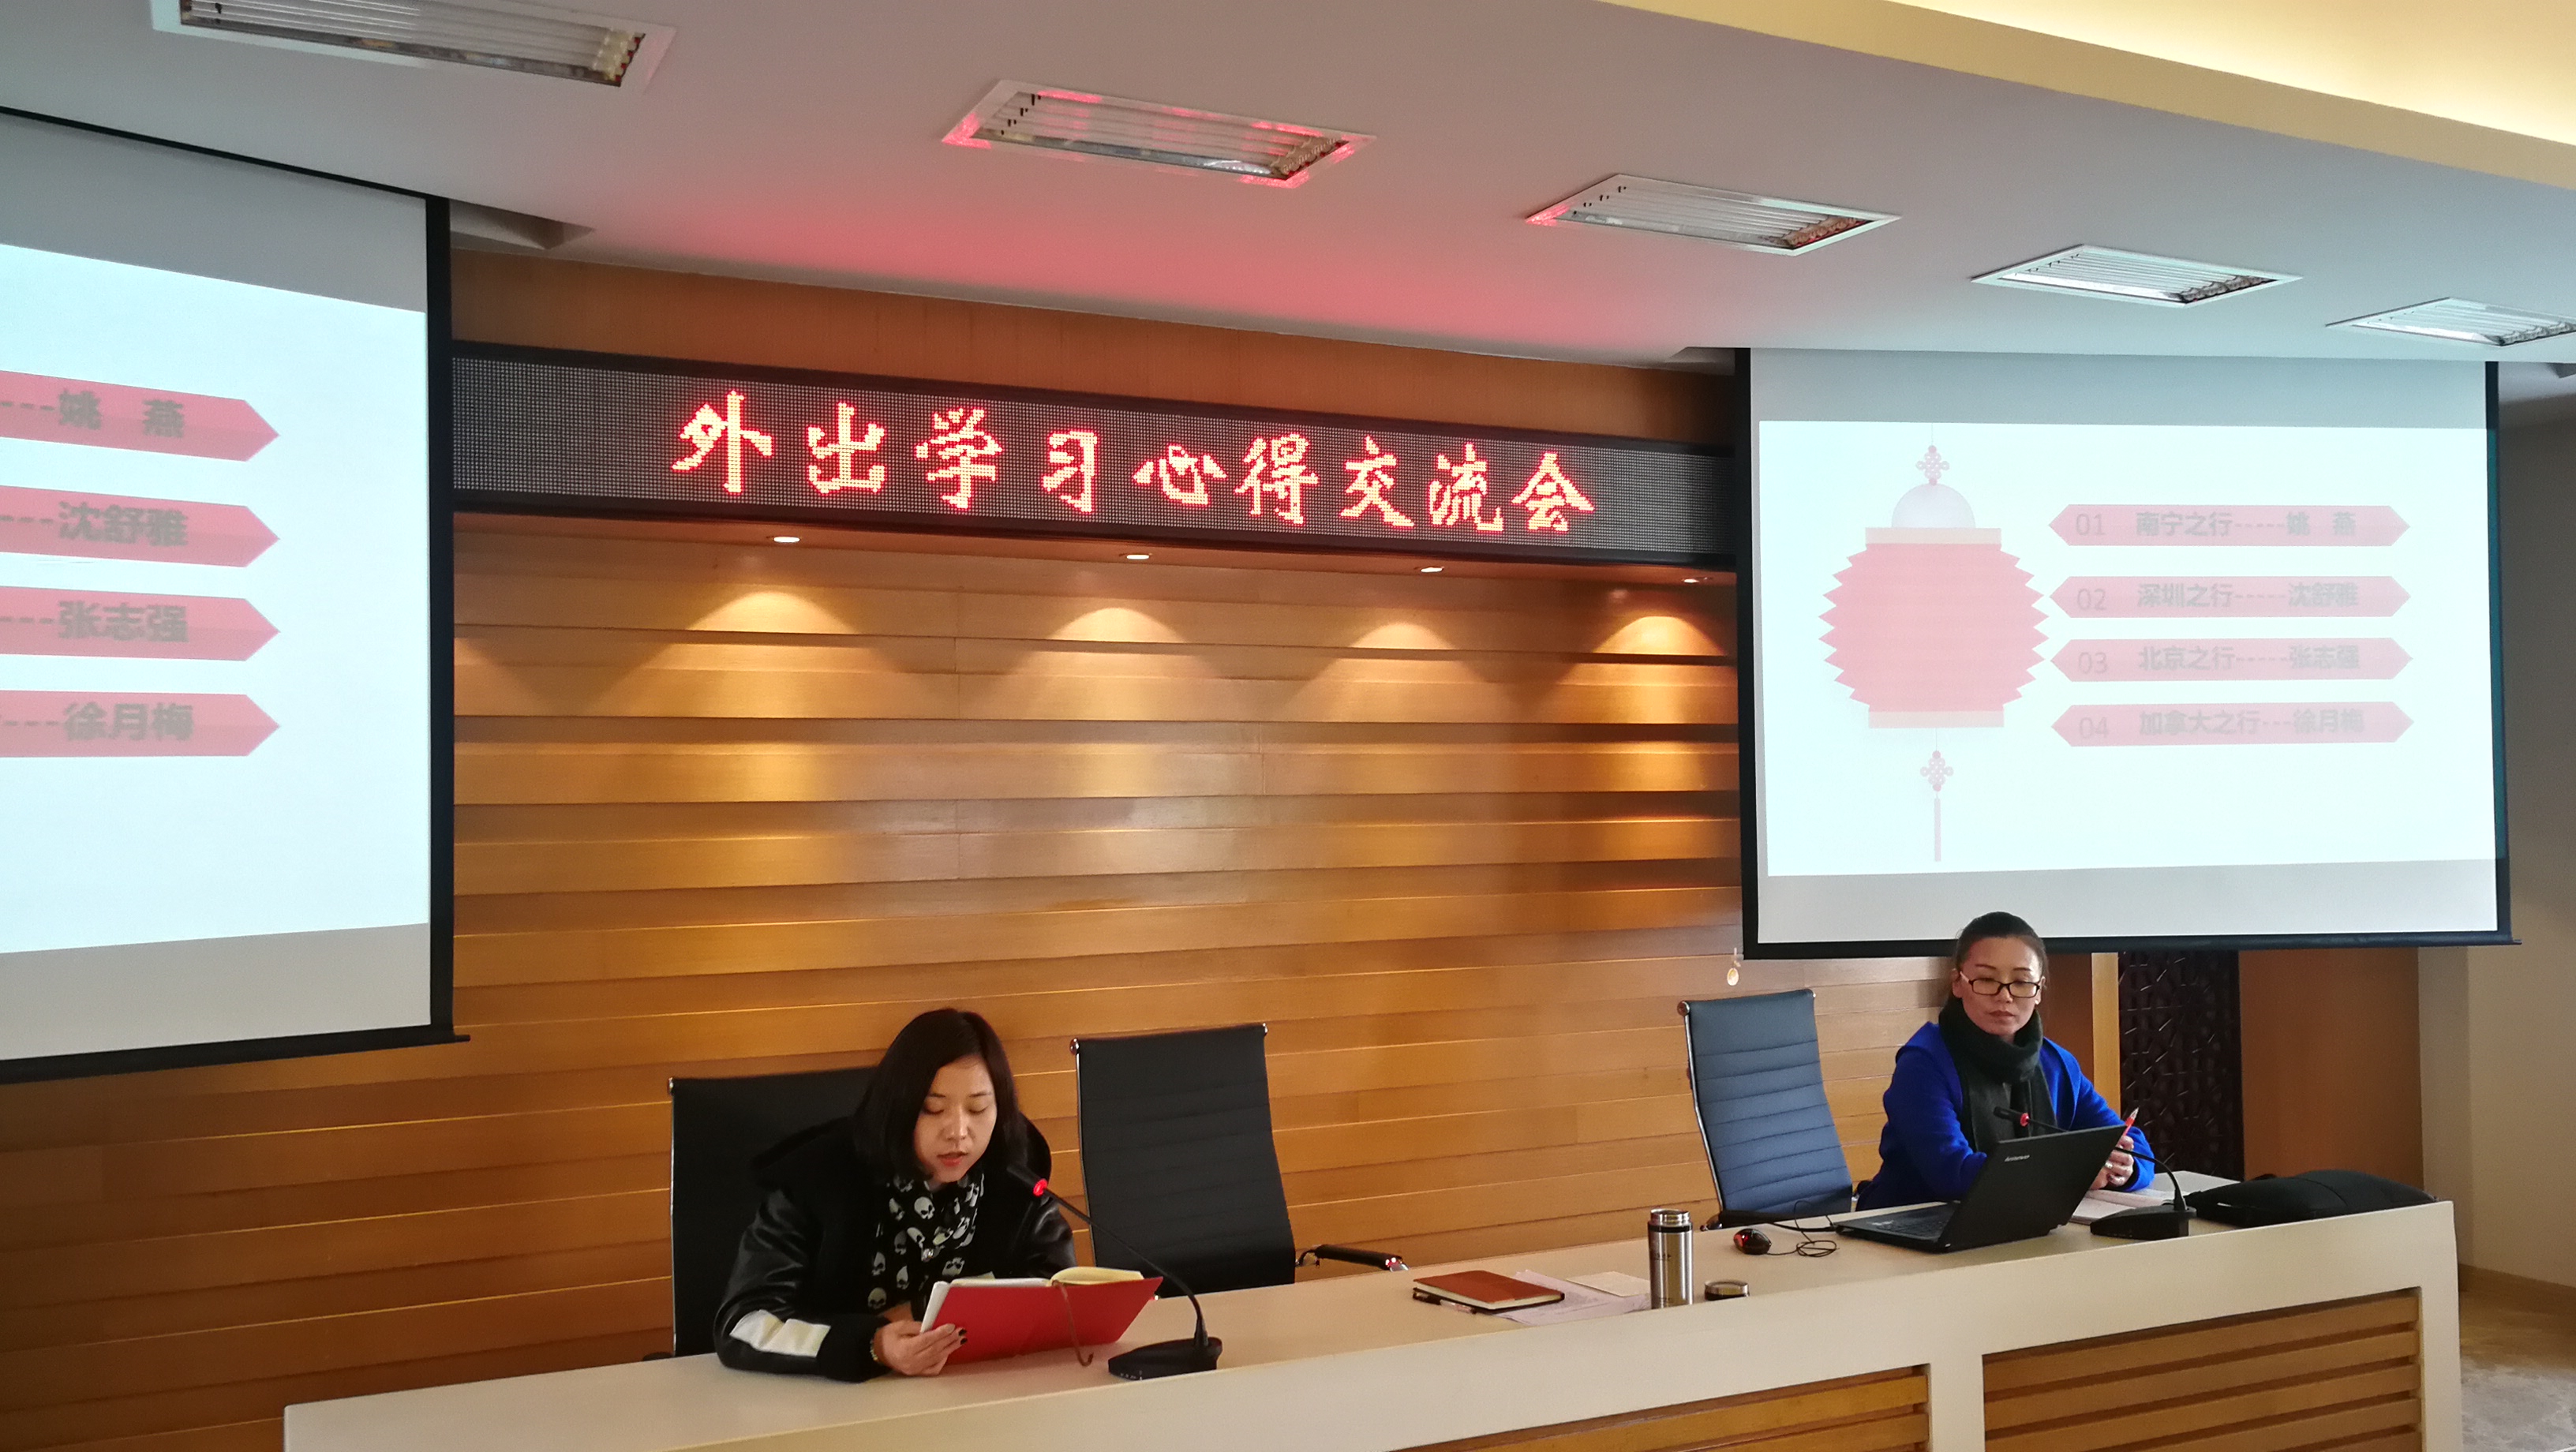 外出学习心得交流会
----姚 燕
---沈舒雅
---张志强
---徐月梅
01 南宁之行-----姚 燕
02 深圳之行-----沈舒雅
03 北京之行-----张志强
04 加拿大之行---徐月梅
lenovo